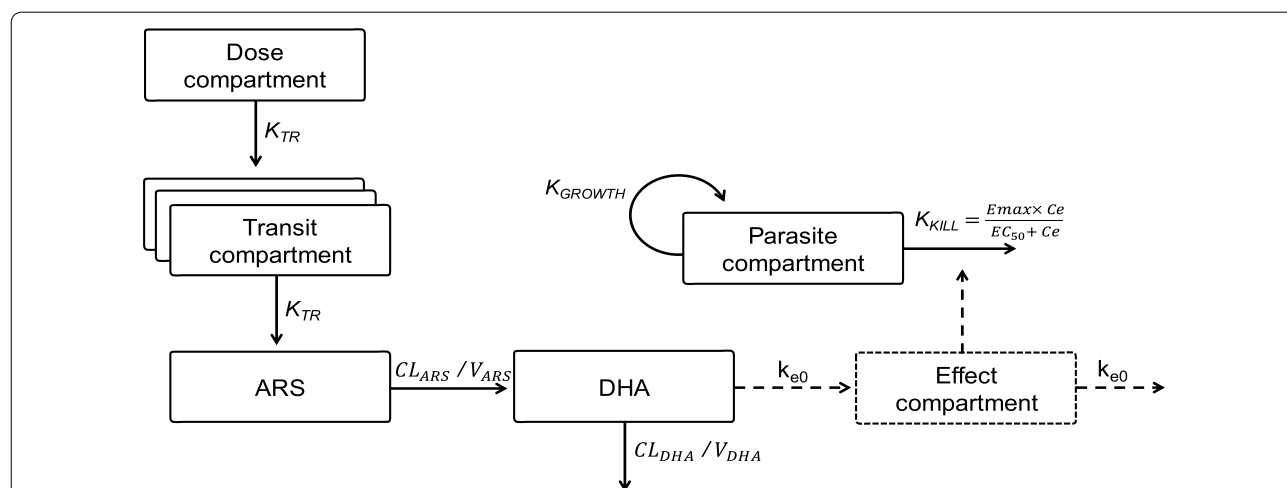 Dose
compartment
K_TR
Transit
compartment
K_TR
ARS
CL_ARS / V_ARS
DHA
CL_DHA / V_DHA
k_e0
Effect
compartment
k_e0
K_GROWTH
Parasite
compartment
K_KILL = \frac{Emax × Ce}{EC_50 + Ce}